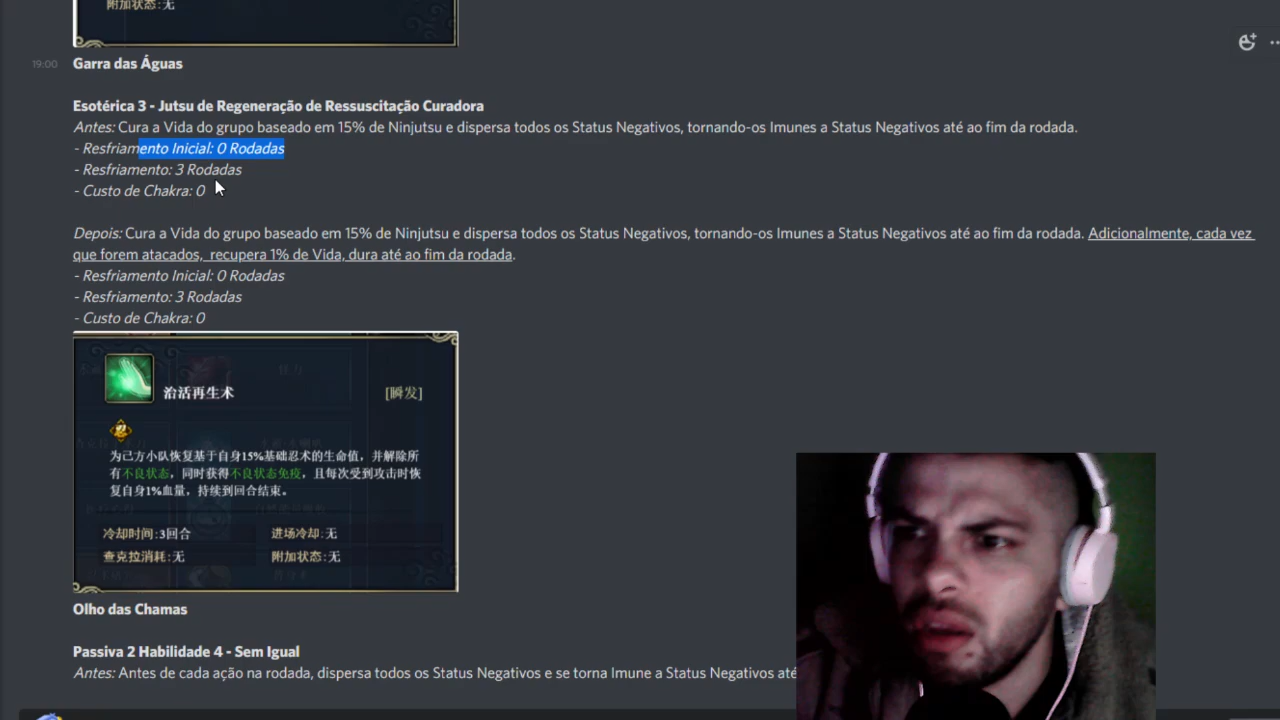 附加状态:无
19:00 Garra das Águas
Esotérica 3 - Jutsu de Regeneração de Ressuscitação Curadora
Antes: Cura a Vida do grupo baseado em 15% de Ninjutsu e dispersa todos os Status Negativos, tornando-os Imunes a Status Negativos até ao fim da rodada.
- Resfriamento Inicial: 0 Rodadas
- Resfriamento: 3 Rodadas
- Custo de Chakra: 0
Depois: Cura a Vida do grupo baseado em 15% de Ninjutsu e dispersa todos os Status Negativos, tornando-os Imunes a Status Negativos até ao fim da rodada. Adicionalmente, cada vez
que forem atacados, recupera 1% de Vida, dura até ao fim da rodada.
- Resfriamento Inicial: 0 Rodadas
- Resfriamento: 3 Rodadas
- Custo de Chakra: 0
治活再生术 [瞬发]
为己方小队恢复基于自身15%基础忍术的生命值，并解除所
有不良状态，同时获得不良状态免疫，且每次受到攻击时恢
复自身1%血量，持续到回合结束。
冷却时间:3回合 进场冷却:无
查克拉消耗:无 附加状态:无
Olho das Chamas
Passiva 2 Habilidade 4 - Sem Igual
Antes: Antes de cada ação na rodada, dispersa todos os Status Negativos e se torna Imune a Status Negativos até